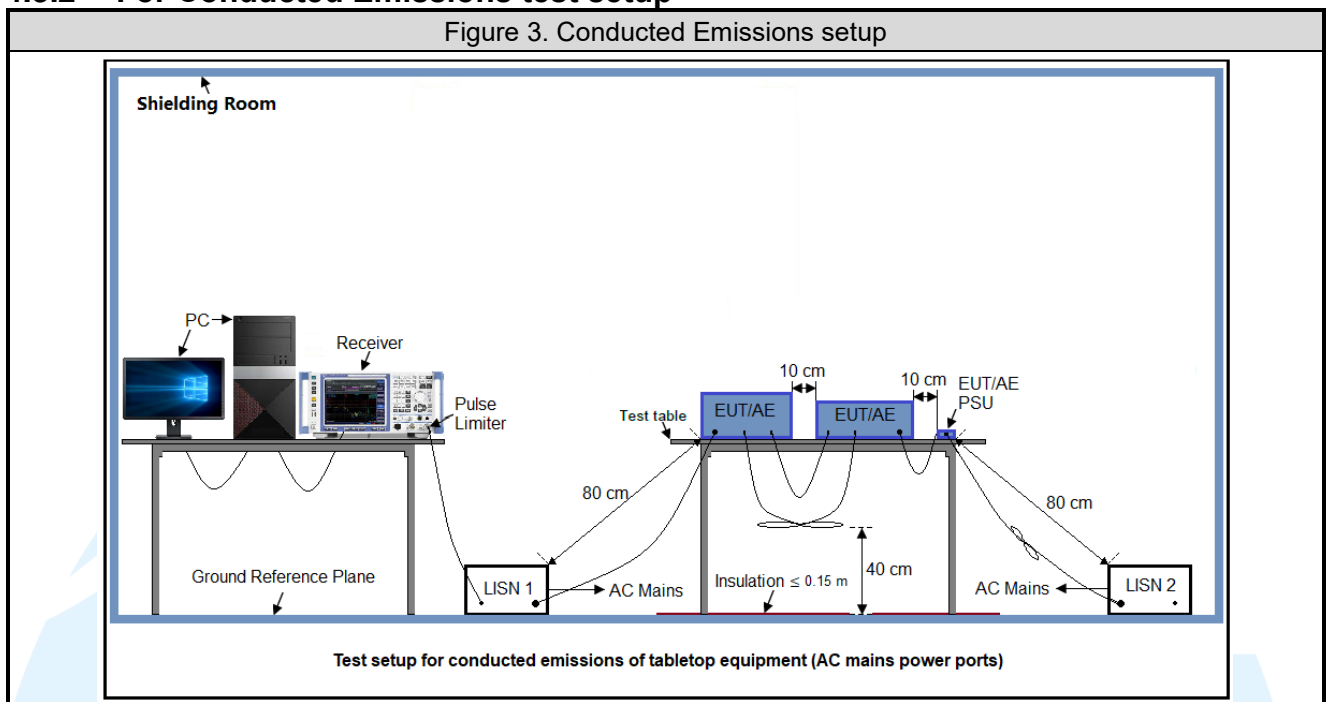 Figure 3. Conducted Emissions setup
Shielding Room
PC
Receiver
Pulse
Limiter
Test table
EUT/AE
10 cm
EUT/AE
10 cm
EUT/AE
PSU
80 cm
80 cm
40 cm
Ground Reference Plane
LISN 1
AC Mains
Insulation ≤ 0.15 m
AC Mains
LISN 2
Test setup for conducted emissions of tabletop equipment (AC mains power ports)